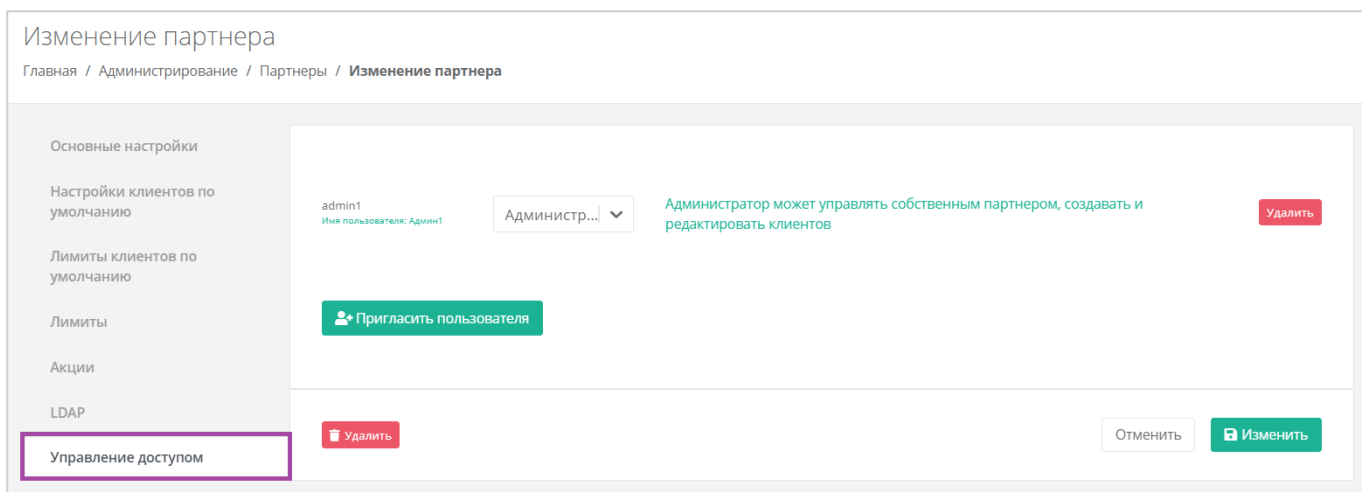 Изменение партнера
Главная / Администрирование / Партнеры / Изменение партнера
Основные настройки
Настройки клиентов по
умолчанию
Лимиты клиентов по
умолчанию
Лимиты
Акции
LDAP
Управление доступом
admin1
Имя пользователя: Админ1
Администр...
Администратор может управлять собственным партнером, создавать и
редактировать клиентов
Удалить
Пригласить пользователя
Удалить
Отменить
Изменить